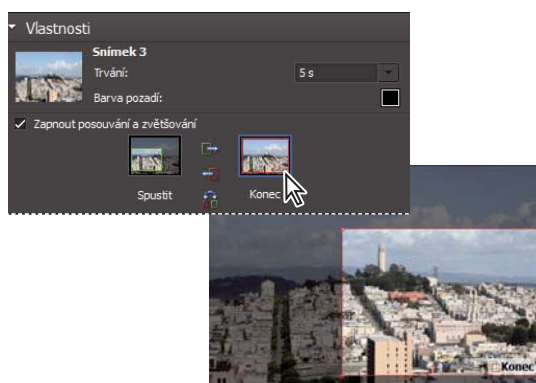 Vlastnosti
Snímek 3
Trvání: 5 s
Barva pozadí:
Zapnout posouvání a zvětšování
Spustit Konec
Konec